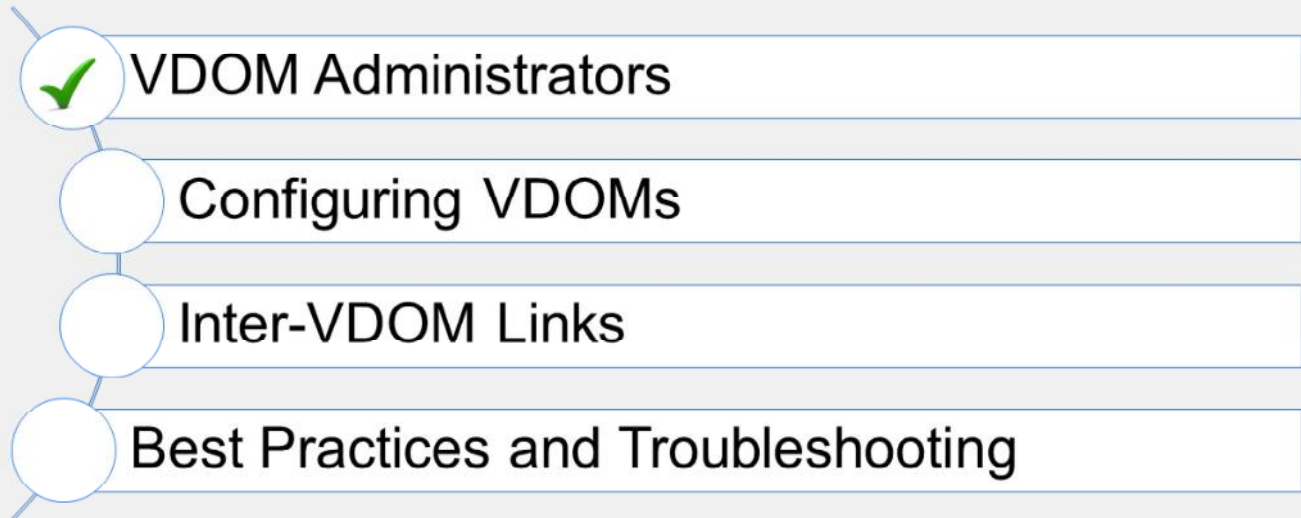 VDOM Administrators
Configuring VDOMs
Inter-VDOM Links
Best Practices and Troubleshooting